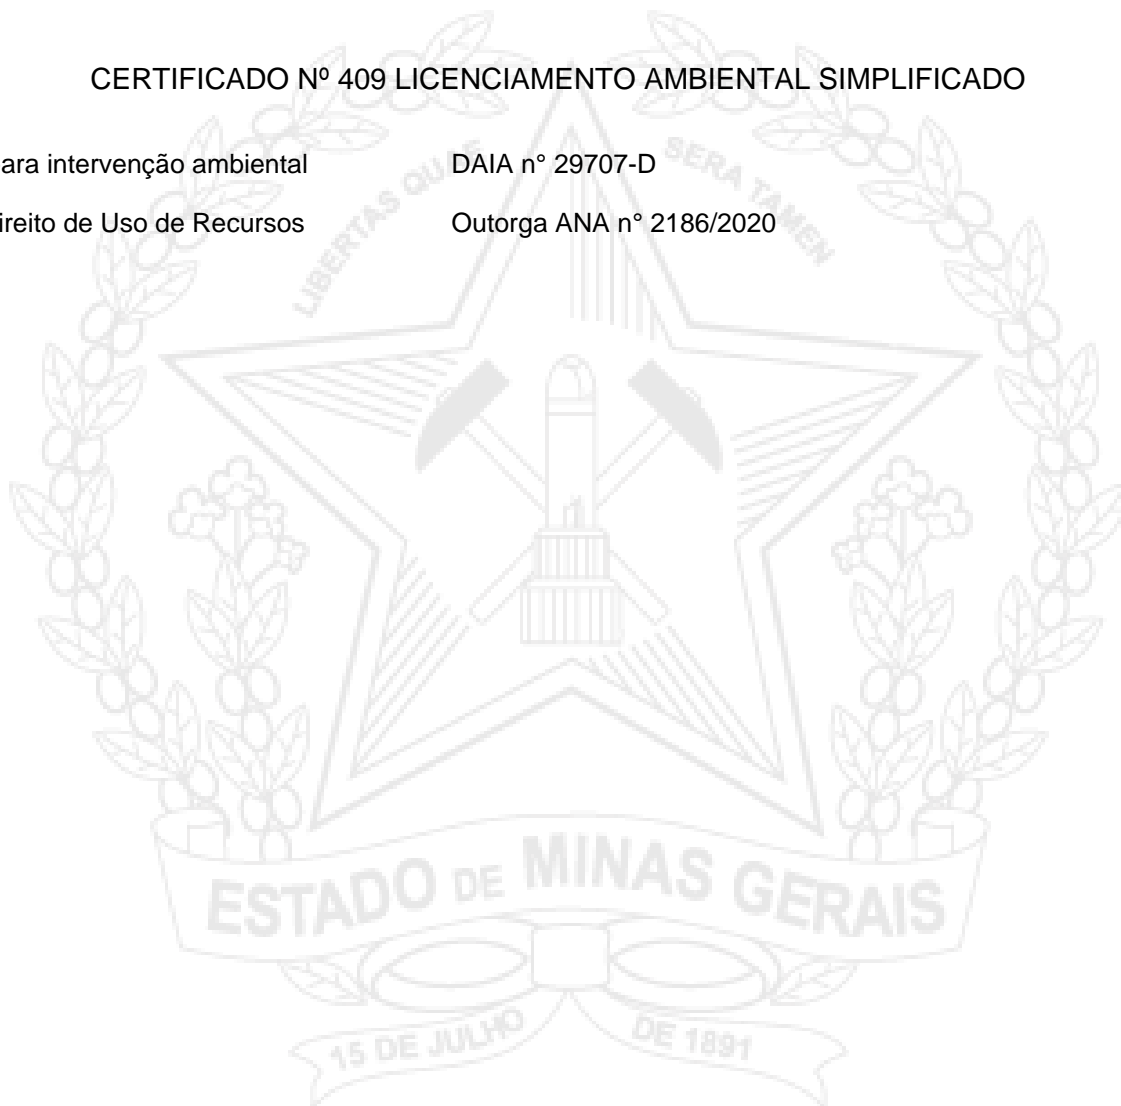 CERTIFICADO Nº 409 LICENCIAMENTO AMBIENTAL SIMPLIFICADO
ara intervenção ambiental DAIA n° 29707-D
ireito de Uso de Recursos Outorga ANA n° 2186/2020
LIBERTAS QUAE SERA TAMEN
ESTADO DE MINAS GERAIS
15 DE JULHO DE 1891